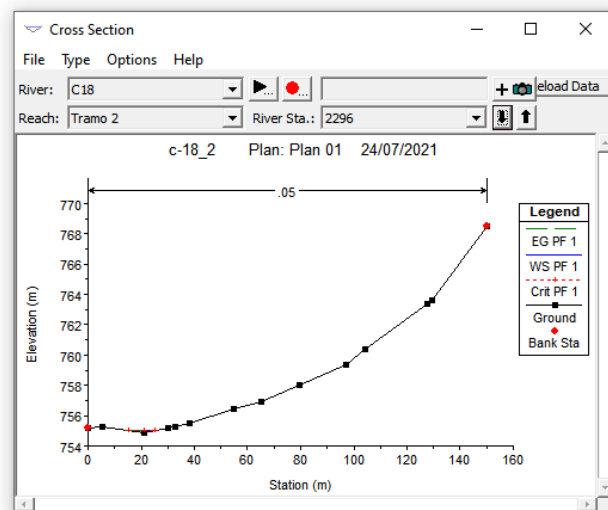 Cross Section
File Type Options Help
River: C18 eload Data
Reach: Tramo 2 River Sta.: 2296
c-18_2 Plan: Plan 01 24/07/2021
.05
770
768
766
764
762
760
758
756
754
0 20 40 60 80 100 120 140 160
Elevation (m)
Station (m)
Legend
EG PF 1
WS PF 1
Crit PF 1
Ground
Bank Sta